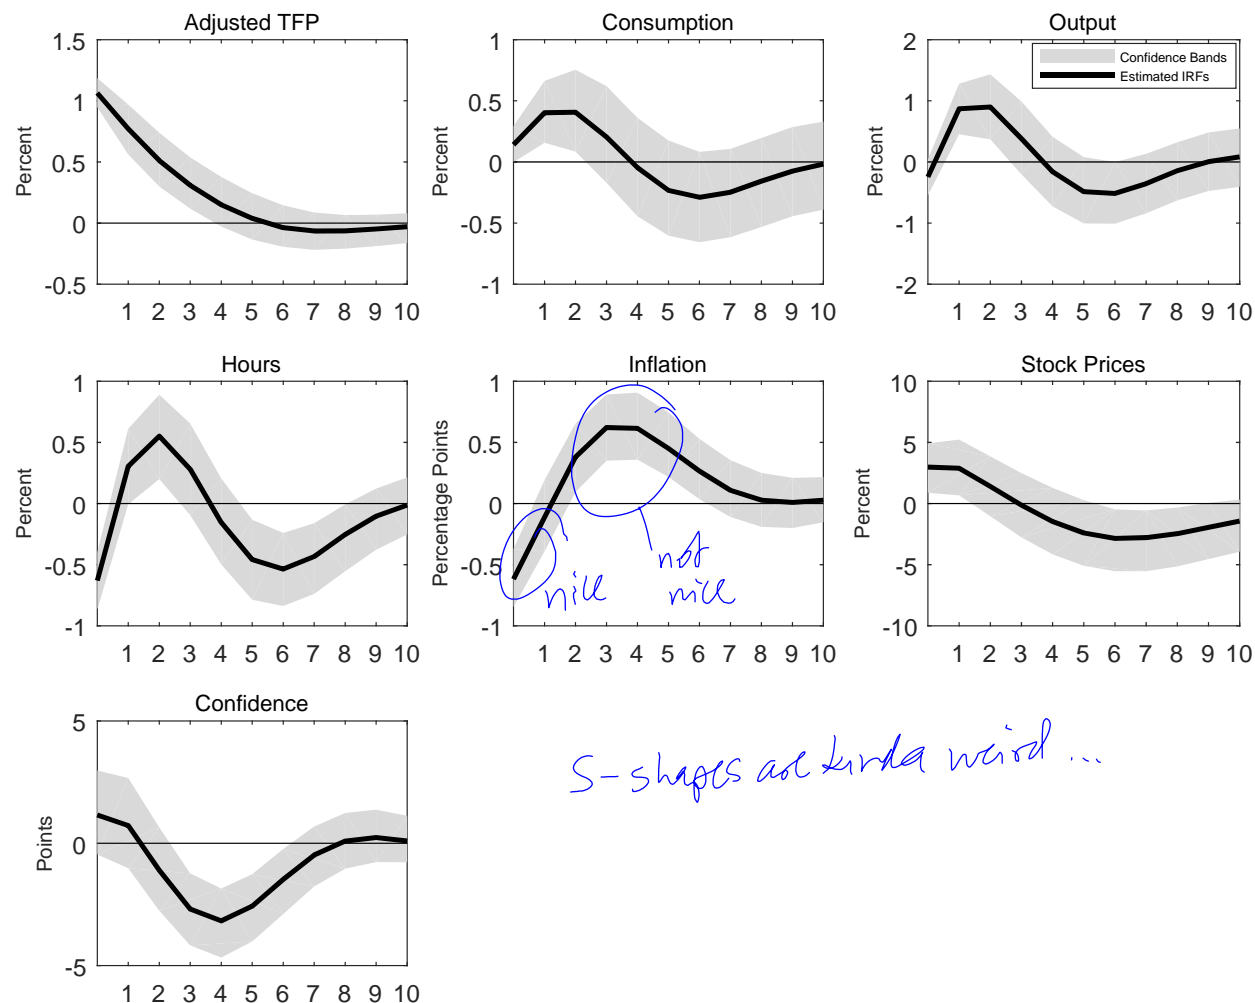 Adjusted TFP
Percent
1.5
1
0.5
0
-0.5
1 2 3 4 5 6 7 8 9 10
Consumption
Percent
1
0.5
0
-0.5
-1
1 2 3 4 5 6 7 8 9 10
Output
Percent
2
1
0
-1
-2
1 2 3 4 5 6 7 8 9 10
Confidence Bands
Estimated IRFs
Hours
Percent
1
0.5
0
-0.5
-1
1 2 3 4 5 6 7 8 9 10
Inflation
Percentage Points
1
0.5
0
-0.5
-1
1 2 3 4 5 6 7 8 9 10
nice
not
nice
Stock Prices
Percent
10
5
0
-5
-10
1 2 3 4 5 6 7 8 9 10
Confidence
Points
5
0
-5
1 2 3 4 5 6 7 8 9 10
S-shapes are kinda weird ...